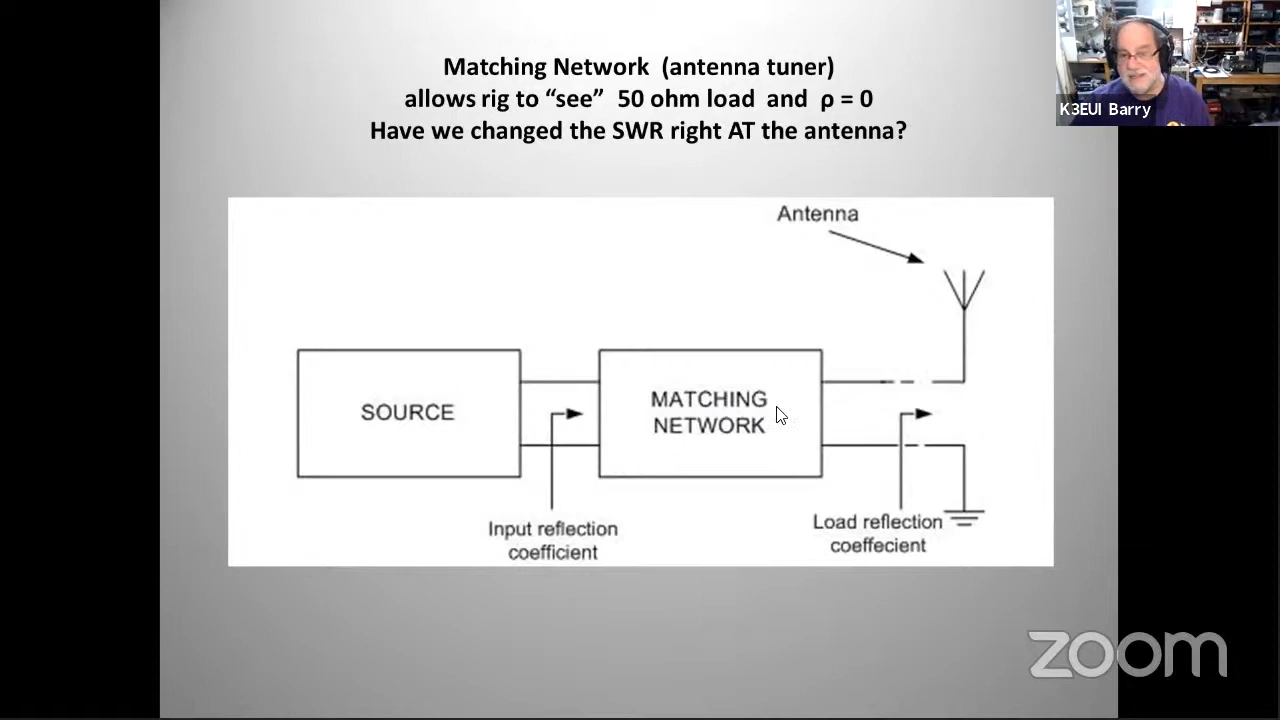 Matching Network (antenna tuner)
allows rig to “see” 50 ohm load and ρ = 0
Have we changed the SWR right AT the antenna?
K3EUI Barry
Antenna
SOURCE
MATCHING
NETWORK
Input reflection
coefficient
Load reflection
coeffecient
zoom